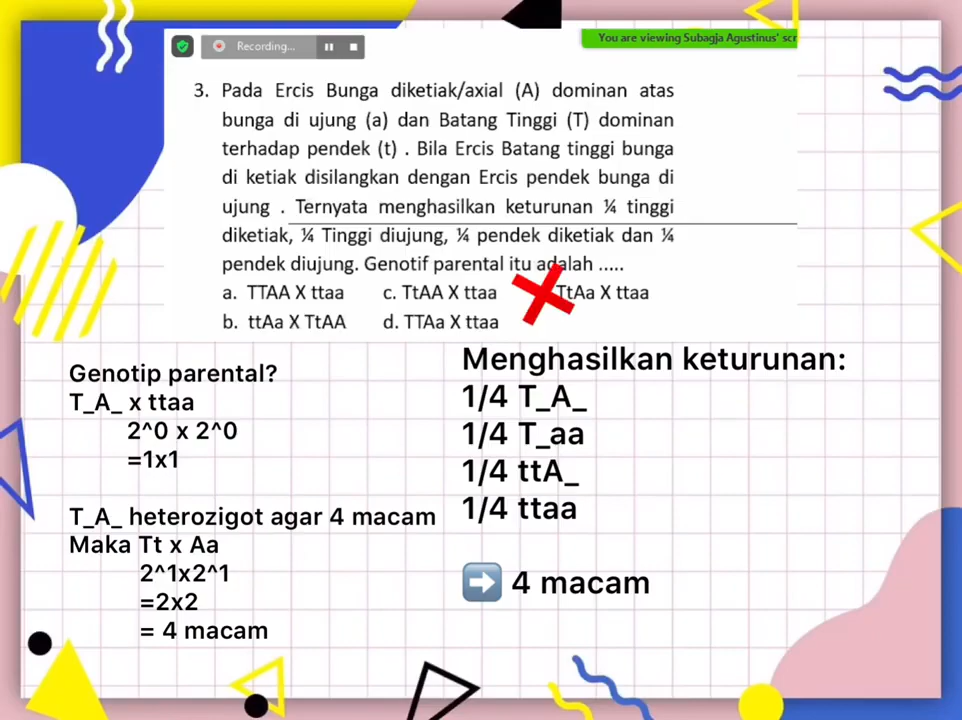 Recording...
You are viewing Subagja Agustinus' scr
3. Pada Ercis Bunga diketiak/axial (A) dominan atas
bunga di ujung (a) dan Batang Tinggi (T) dominan
terhadap pendek (t) . Bila Ercis Batang tinggi bunga
di ketiak disilangkan dengan Ercis pendek bunga di
ujung . Ternyata menghasilkan keturunan ¼ tinggi
diketiak, ¼ Tinggi diujung, ¼ pendek diketiak dan ¼
pendek diujung. Genotif parental itu adalah .....
a. TTAA X ttaa c. TtAA X ttaa TtAa X ttaa
b. ttAa X TtAA d. TTAa X ttaa
Genotip parental?
T_A_ x ttaa
2^0 x 2^0
=1x1
T_A_ heterozigot agar 4 macam
Maka Tt x Aa
2^1x2^1
=2x2
= 4 macam
Menghasilkan keturunan:
1/4 T_A_
1/4 T_aa
1/4 ttA_
1/4 ttaa
4 macam